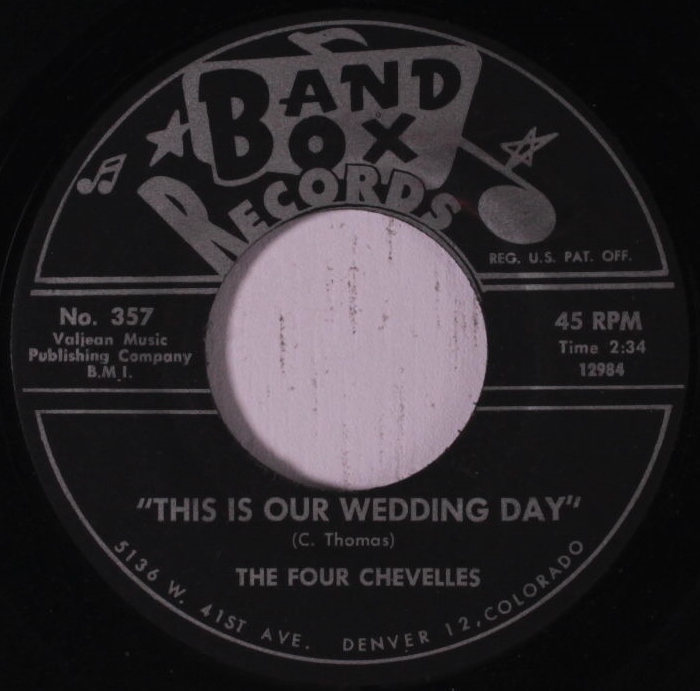 BAND
BOX
RECORDS
REG. U.S. PAT. OFF.
No. 357
Valjean Music
Publishing Company
B.M.I.
45 RPM
Time 2:34
12984
"THIS IS OUR WEDDING DAY"
(C. Thomas)
THE FOUR CHEVELLES
5136 W. 41ST AVE. DENVER 12, COLORADO